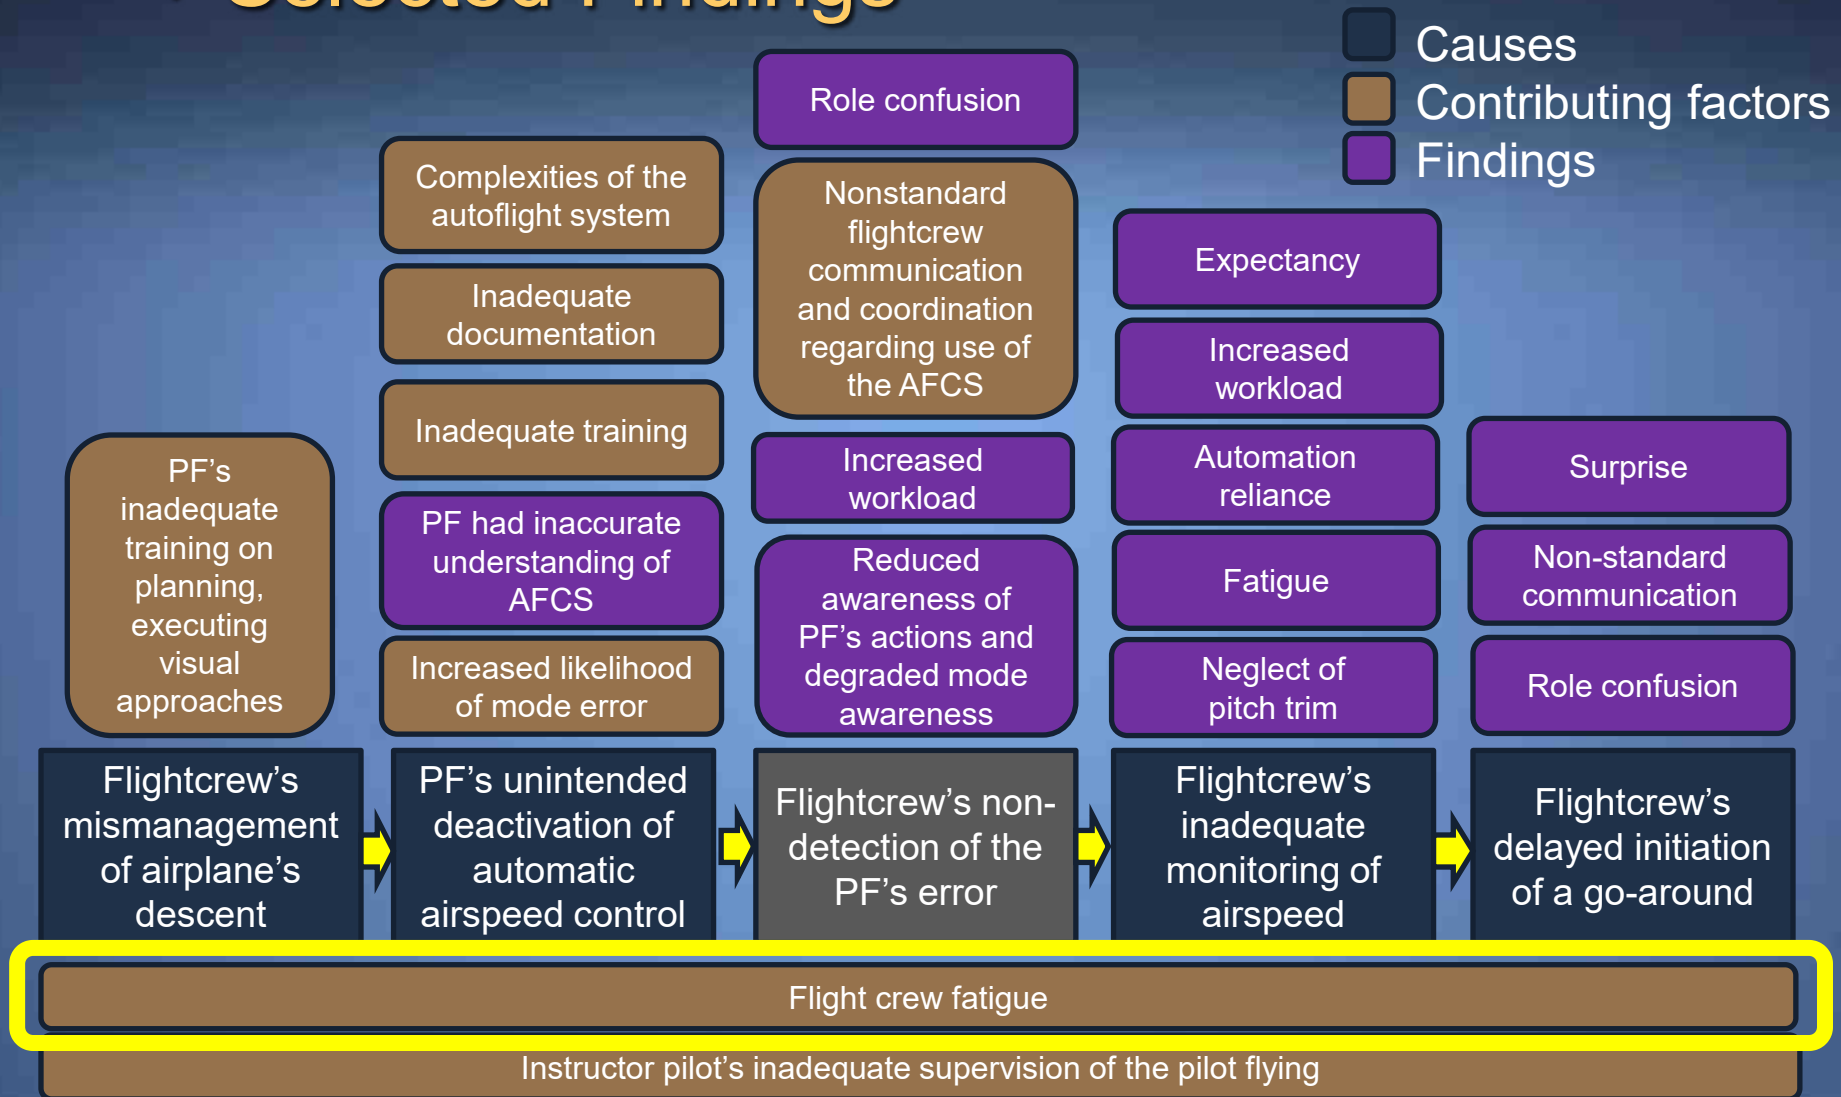 Selected Findings
Causes
Contributing factors
Findings
PF’s
inadequate
training on
planning,
executing
visual
approaches
Complexities of the
autoflight system
Inadequate
documentation
Inadequate training
PF had inaccurate
understanding of
AFCS
Increased likelihood
of mode error
Role confusion
Nonstandard
flightcrew
communication
and coordination
regarding use of
the AFCS
Increased
workload
Reduced
awareness of
PF’s actions and
degraded mode
awareness
Expectancy
Increased
workload
Automation
reliance
Fatigue
Neglect of
pitch trim
Surprise
Non-standard
communication
Role confusion
Flightcrew’s
mismanagement
of airplane’s
descent
PF’s unintended
deactivation of
automatic
airspeed control
Flightcrew’s non-
detection of the
PF’s error
Flightcrew’s
inadequate
monitoring of
airspeed
Flightcrew’s
delayed initiation
of a go-around
Flight crew fatigue
Instructor pilot’s inadequate supervision of the pilot flying